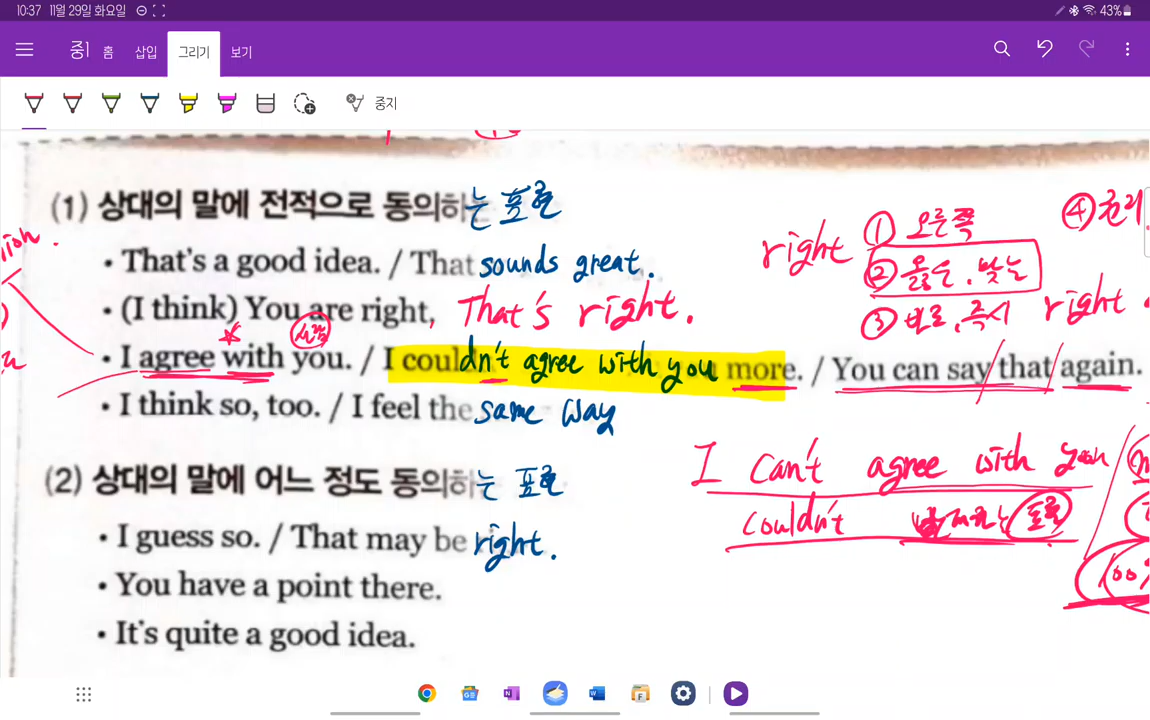 10:37 11월 29일 화요일 43%
중1 홈 삽입 그리기 보기
중지
(1) 상대의 말에 전적으로 동의하는 표현
• That's a good idea. / That sounds great.
• (I think) You are right, That's right.
사람
• I agree with you. / I couldn't agree with you more. / You can say that again.
• I think so, too. / I feel the same way
right ① 오른쪽
② 옳은, 맞는
③ 바로, 즉시 right
④ 권리
I can't agree with you
couldn't
100%
(2) 상대의 말에 어느 정도 동의하는 표현
• I guess so. / That may be right.
• You have a point there.
• It's quite a good idea.